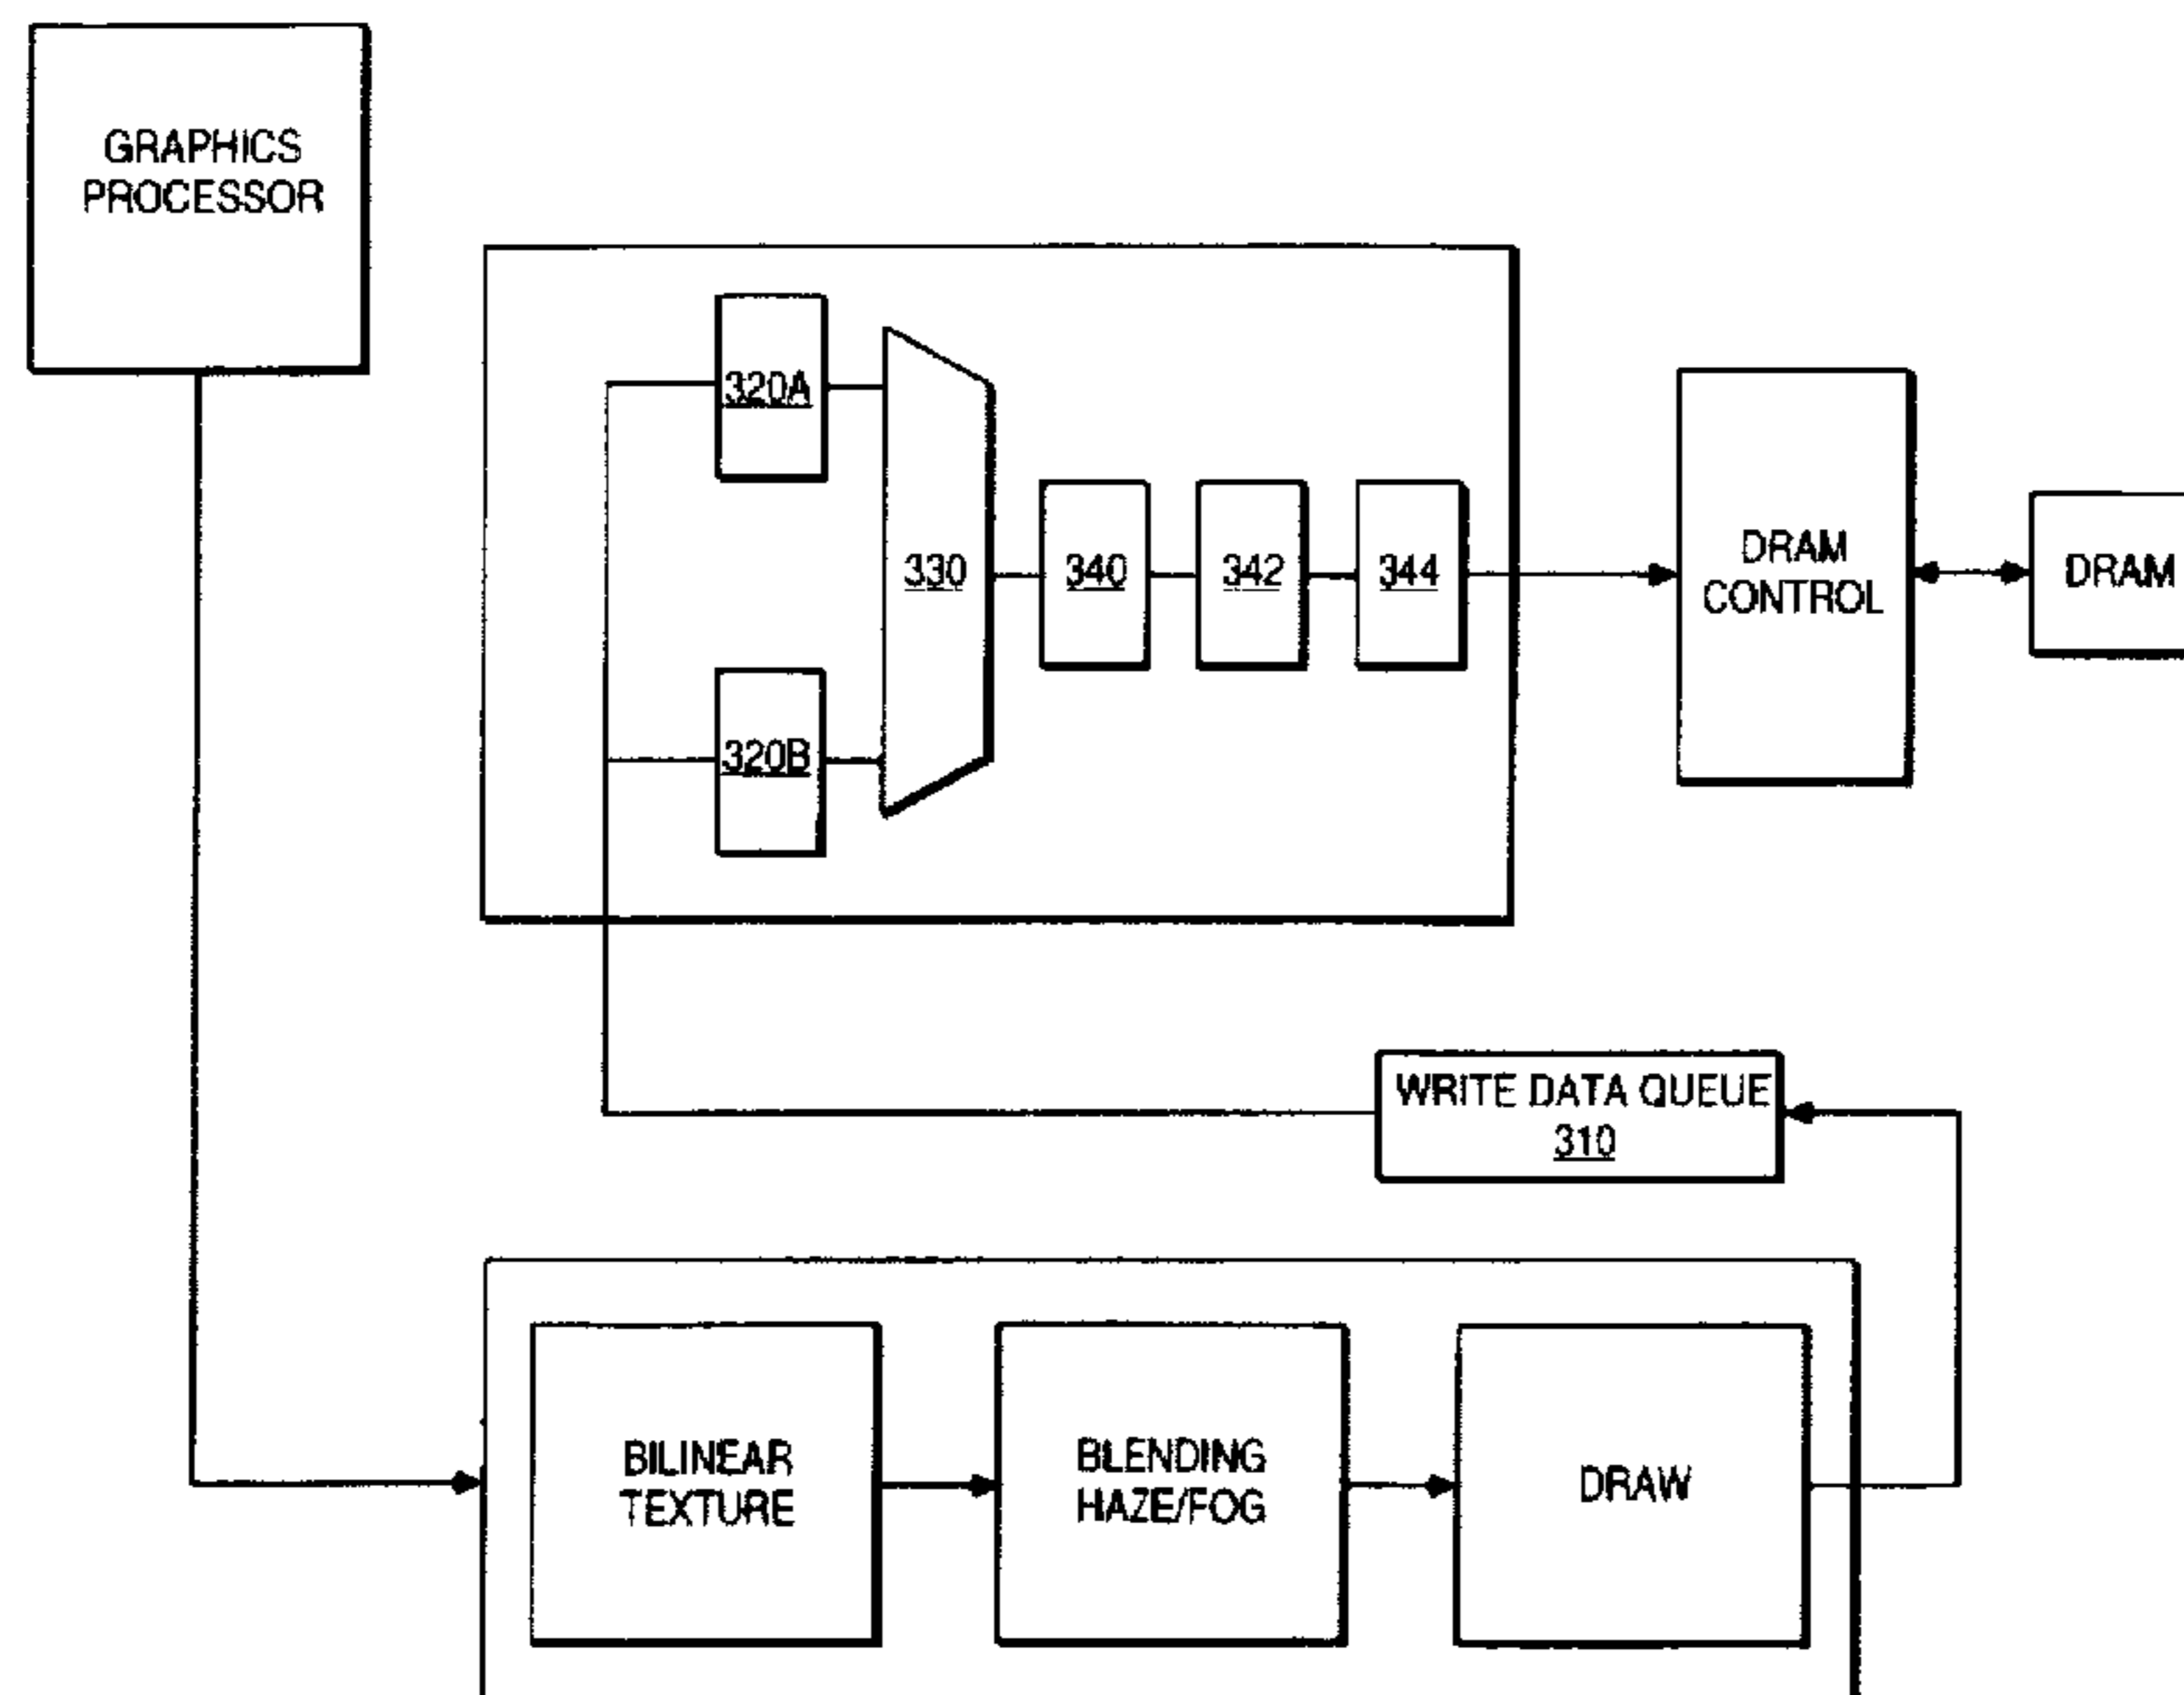 GRAPHICS
PROCESSOR
320A
330
340
342
344
320B
DRAM
CONTROL
DRAM
WRITE DATA QUEUE
310
BILINEAR
TEXTURE
BLENDING
HAZE/FOG
DRAW